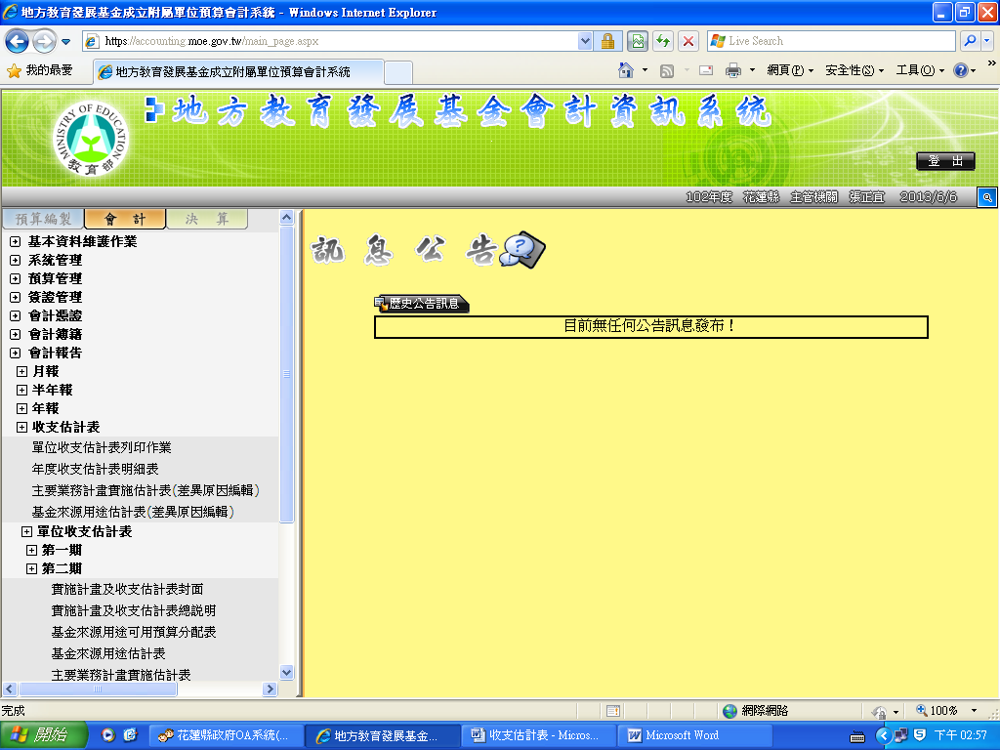 地方教育發展基金成立附屬單位預算會計系統 - Windows Internet Explorer
https://accounting.moe.gov.tw/main_page.aspx
Live Search
我的最愛
地方教育發展基金成立附屬單位預算會計系統
網頁(P)
安全性(S)
工具(O)
MINISTRY OF EDUCATION
教育部
地方教育發展基金會計資訊系統
登 出
102年度 花蓮縣 主管機關 張正宜 2013/6/6
預算編製
會 計
決 算
基本資料維護作業
系統管理
預算管理
簽證管理
會計憑證
會計簿籍
會計報告
月報
半年報
年報
收支估計表
單位收支估計表列印作業
年度收支估計表明細表
主要業務計畫實施估計表(差異原因編輯)
基金來源用途估計表(差異原因編輯)
單位收支估計表
第一期
第二期
實施計畫及收支估計表封面
實施計畫及收支估計表總說明
基金來源用途可用預算分配表
基金來源用途估計表
主要業務計畫實施估計表
訊息公告
歷史公告訊息
目前無任何公告訊息發布！
完成
網際網路
100%
開始
花蓮縣政府OA系統(...
地方教育發展基金...
收支估計表 - Micros...
Microsoft Word
下午 02:57